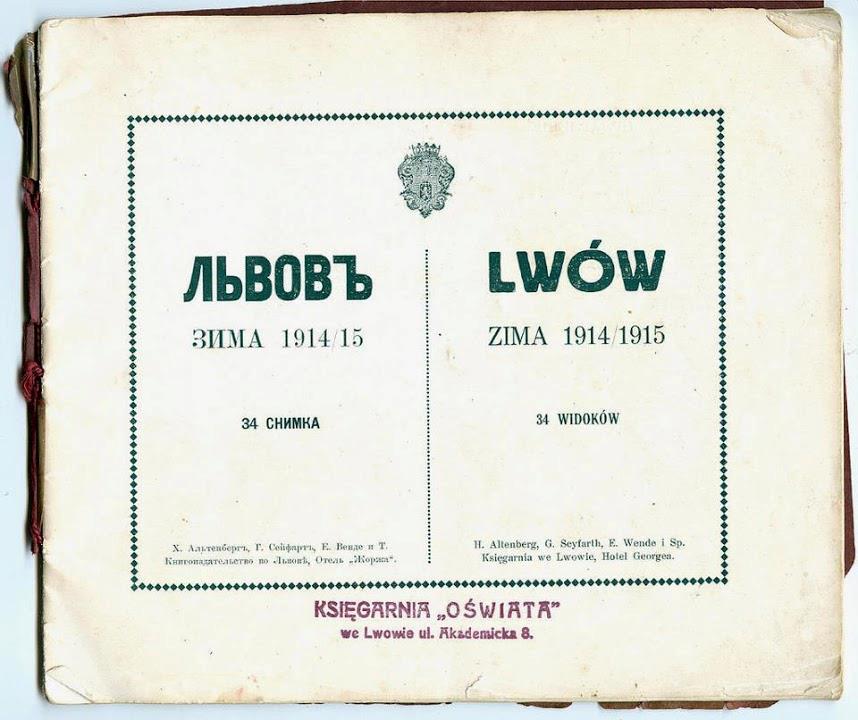 ЛЬВОВЪ
ЗИМА 1914/15
34 СНИМКА
Х. Альтенбергъ, Г. Сейфартъ, Е. Венде и Т.
Книгоиздательство во Львовѣ, Отель „Жоржа“.
LWÓW
ZIMA 1914/1915
34 WIDOKÓW
H. Altenberg, G. Seyfarth, E. Wende i Sp.
Księgarnia we Lwowie, Hotel Georgea.
KSIĘGARNIA „OŚWIATA”
we Lwowie ul. Akademicka 8.